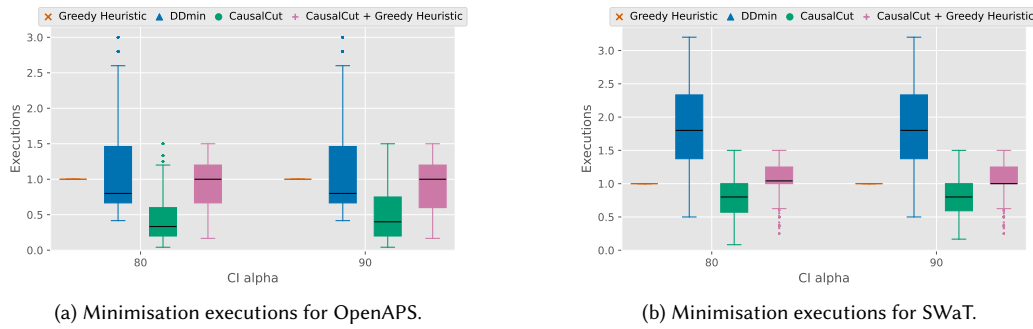 Greedy Heuristic DDmin CausalCut CausalCut + Greedy Heuristic
3.0
2.5
2.0
1.5
1.0
0.5
0.0
Executions
80 90
CI alpha
(a) Minimisation executions for OpenAPS.
Greedy Heuristic DDmin CausalCut CausalCut + Greedy Heuristic
3.0
2.5
2.0
1.5
1.0
0.5
0.0
Executions
80 90
CI alpha
(b) Minimisation executions for SWaT.